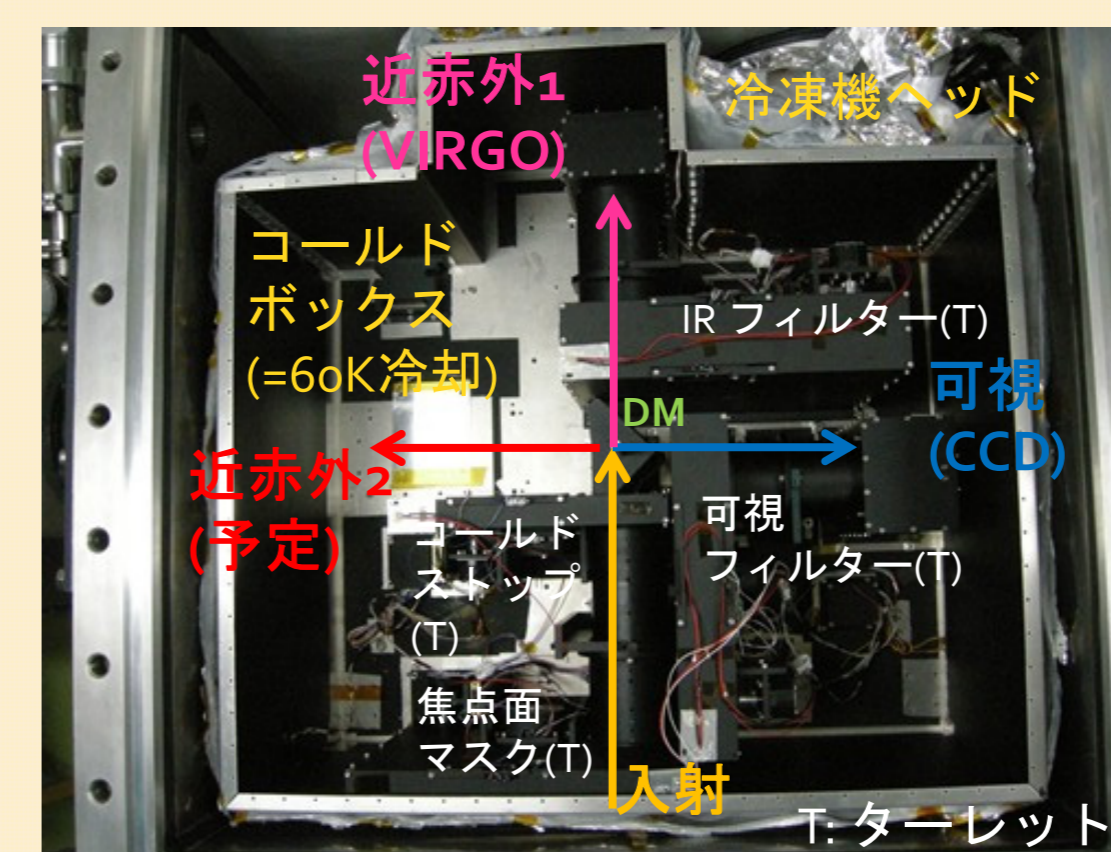 近赤外1
(VIRGO)
冷凍機ヘッド
コールド
ボックス
(=60K冷却)
IR フィルター(T)
DM
可視
(CCD)
近赤外2
(予定)
コールド
ストップ
(T)
可視
フィルター(T)
焦点面
マスク(T)
入射
T: ターレット